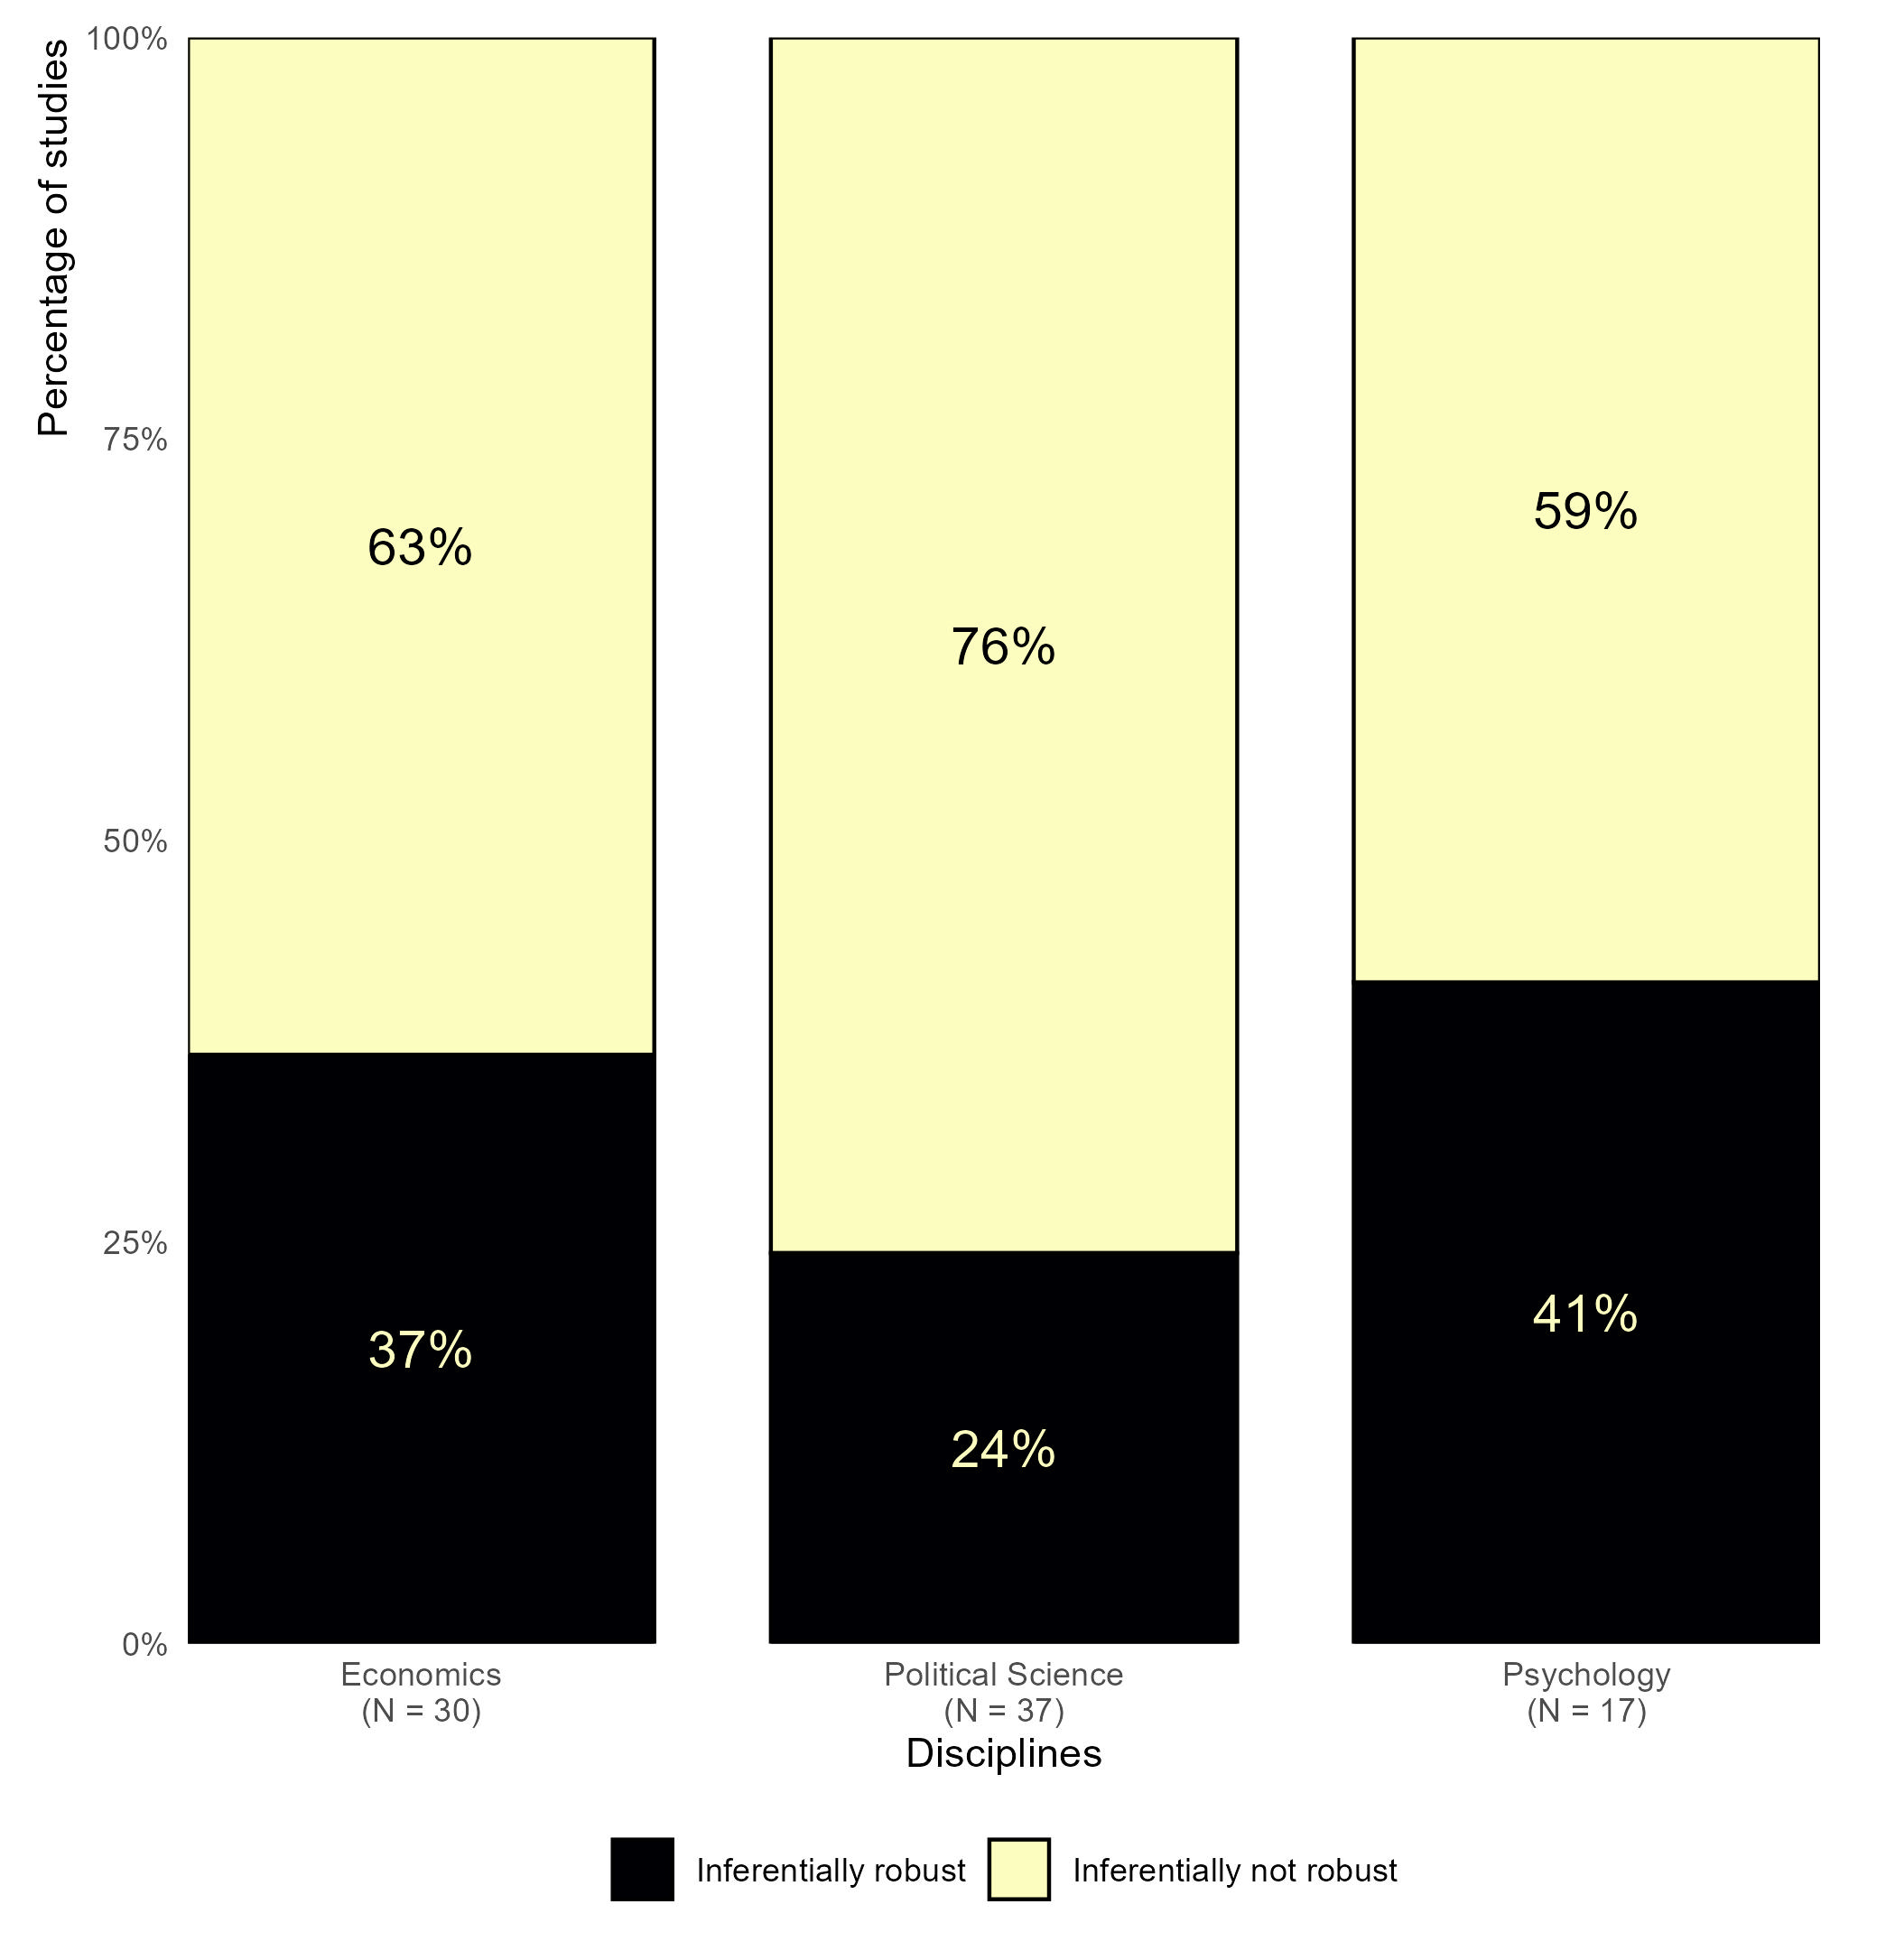 Percentage of studies
100%
75%
50%
25%
0%
63%
37%
76%
24%
59%
41%
Economics
(N = 30)
Political Science
(N = 37)
Psychology
(N = 17)
Disciplines
Inferentially robust
Inferentially not robust